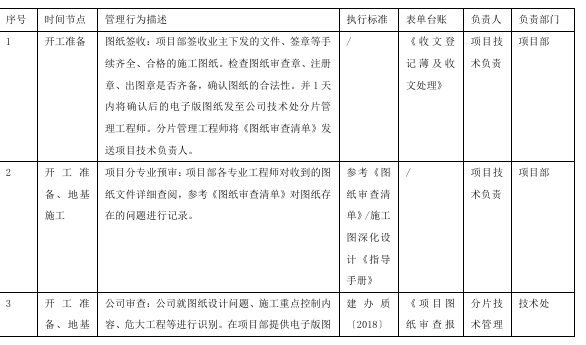 序号 时间节点 管理行为描述 执行标准 表单台账 负责人 负责部门
1 开工准备 图纸签收：项目部签收业主下发的文件、签章等手 / 《收文登 项目技 项目部
续齐全、合格的施工图纸。检查图纸审查章、注册 记薄及收 术负责
章、出图章是否齐备，确认图纸的合法性。并 1 天 文处理》
内将确认后的电子版图纸发至公司技术处分片管
理工程师。分片管理工程师将《图纸审查清单》发
送项目技术负责人。
2 开工准 项目分专业预审：项目部各专业工程师对收到的图 参考《图 / 项目技 项目部
备、地基 纸文件详细查阅，参考《图纸审查清单》对图纸存 纸审查清 术负责
施工 在的问题进行记录。 单》/施工
图深化设
计《指导
手册》
3 开工准 公司审查：公司就图纸设计问题、施工重点控制内 建办质 《项目图 分片技 技术处
备、地基 容、危大工程等进行识别。在项目部提供电子版图 〔2018〕 纸审查报 术管理